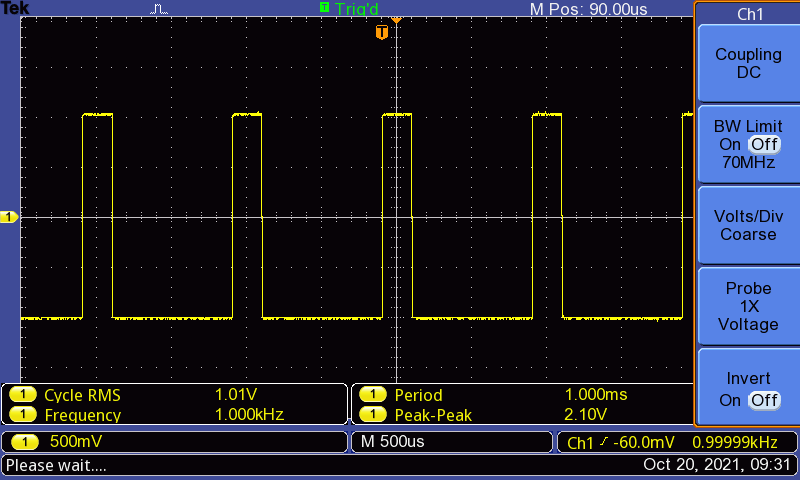 Tek T Trig'd M Pos: 90.00us Ch1
T
Coupling
DC
BW Limit
On Off
70MHz
1
Volts/Div
Coarse
Probe
1X
Voltage
Invert
On Off
1 Cycle RMS 1.01V 1 Period 1.000ms
1 Frequency 1.000kHz 1 Peak-Peak 2.10V
1 500mV M 500us Ch1 -60.0mV 0.99999kHz
Please wait.... Oct 20, 2021, 09:31